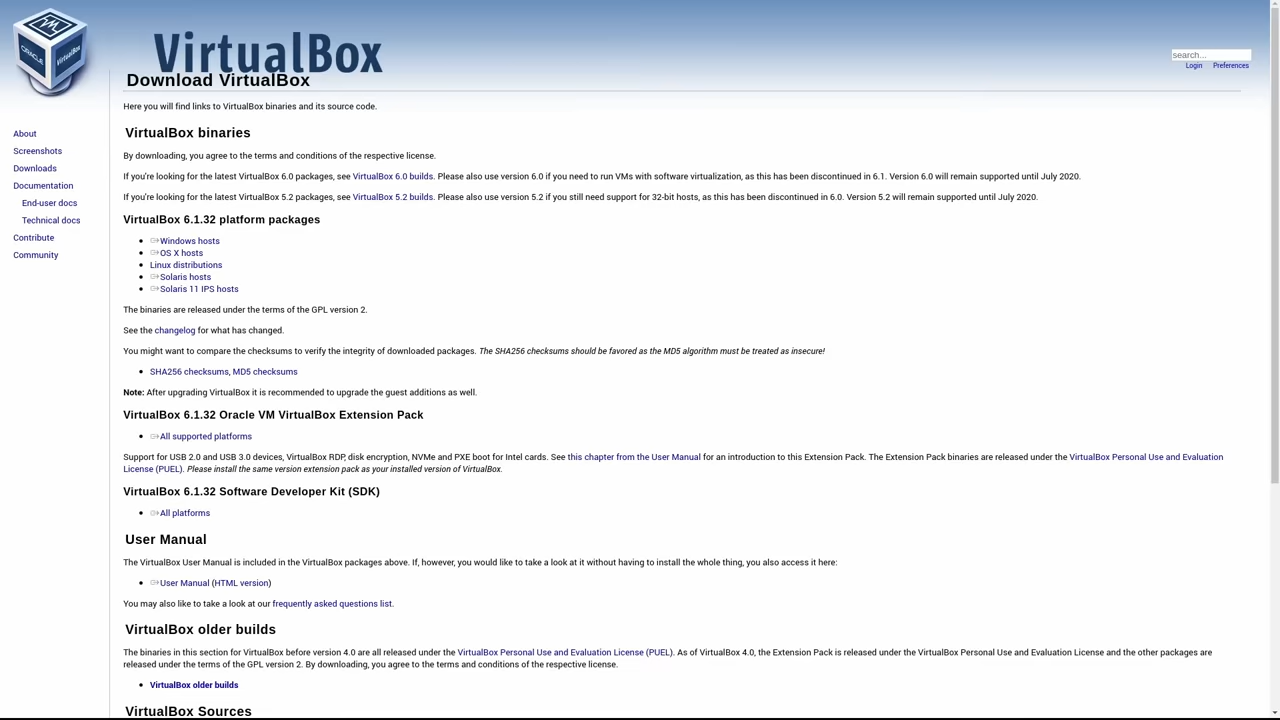 VM
ORACLE
VirtualBox
VirtualBox
search...
Login Preferences
Download VirtualBox
Here you will find links to VirtualBox binaries and its source code.
About
Screenshots
Downloads
Documentation
End-user docs
Technical docs
Contribute
Community
VirtualBox binaries
By downloading, you agree to the terms and conditions of the respective license.
If you're looking for the latest VirtualBox 6.0 packages, see VirtualBox 6.0 builds. Please also use version 6.0 if you need to run VMs with software virtualization, as this has been discontinued in 6.1. Version 6.0 will remain supported until July 2020.
If you're looking for the latest VirtualBox 5.2 packages, see VirtualBox 5.2 builds. Please also use version 5.2 if you still need support for 32-bit hosts, as this has been discontinued in 6.0. Version 5.2 will remain supported until July 2020.
VirtualBox 6.1.32 platform packages
Windows hosts
OS X hosts
Linux distributions
Solaris hosts
Solaris 11 IPS hosts
The binaries are released under the terms of the GPL version 2.
See the changelog for what has changed.
You might want to compare the checksums to verify the integrity of downloaded packages. The SHA256 checksums should be favored as the MD5 algorithm must be treated as insecure!
SHA256 checksums, MD5 checksums
Note: After upgrading VirtualBox it is recommended to upgrade the guest additions as well.
VirtualBox 6.1.32 Oracle VM VirtualBox Extension Pack
All supported platforms
Support for USB 2.0 and USB 3.0 devices, VirtualBox RDP, disk encryption, NVMe and PXE boot for Intel cards. See this chapter from the User Manual for an introduction to this Extension Pack. The Extension Pack binaries are released under the VirtualBox Personal Use and Evaluation
License (PUEL). Please install the same version extension pack as your installed version of VirtualBox.
VirtualBox 6.1.32 Software Developer Kit (SDK)
All platforms
User Manual
The VirtualBox User Manual is included in the VirtualBox packages above. If, however, you would like to take a look at it without having to install the whole thing, you also access it here:
User Manual (HTML version)
You may also like to take a look at our frequently asked questions list.
VirtualBox older builds
The binaries in this section for VirtualBox before version 4.0 are all released under the VirtualBox Personal Use and Evaluation License (PUEL). As of VirtualBox 4.0, the Extension Pack is released under the VirtualBox Personal Use and Evaluation License and the other packages are
released under the terms of the GPL version 2. By downloading, you agree to the terms and conditions of the respective license.
VirtualBox older builds
VirtualBox Sources